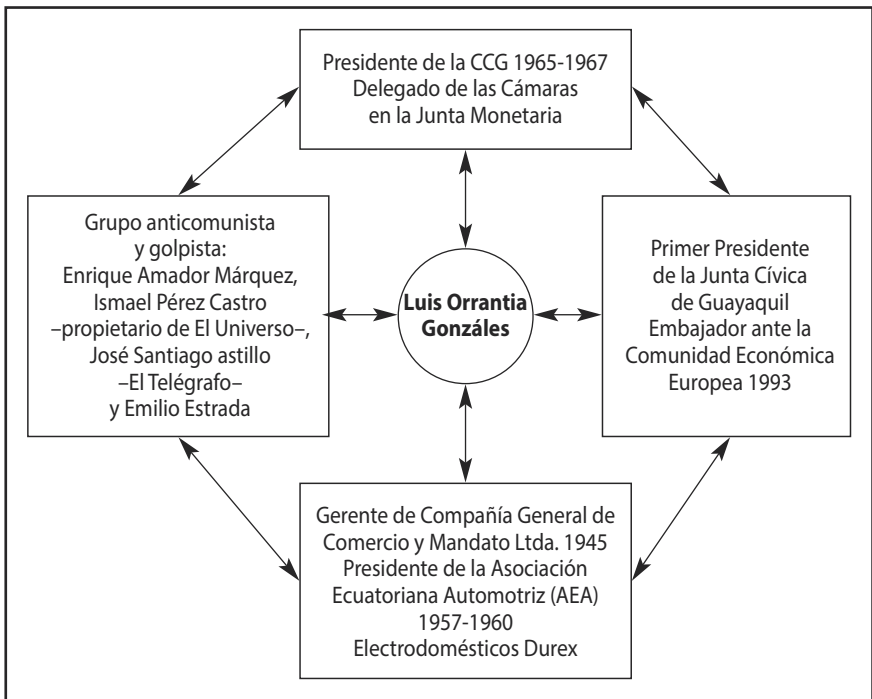 Presidente de la CCG 1965-1967
Delegado de las Cámaras
en la Junta Monetaria
Grupo anticomunista
y golpista:
Enrique Amador Márquez,
Ismael Pérez Castro
–propietario de El Universo–,
José Santiago astillo
–El Telégrafo–
y Emilio Estrada
Luis Orrantia
Gonzáles
Primer Presidente
de la Junta Cívica
de Guayaquil
Embajador ante la
Comunidad Económica
Europea 1993
Gerente de Compañía General de
Comercio y Mandato Ltda. 1945
Presidente de la Asociación
Ecuatoriana Automotriz (AEA)
1957-1960
Electrodomésticos Durex